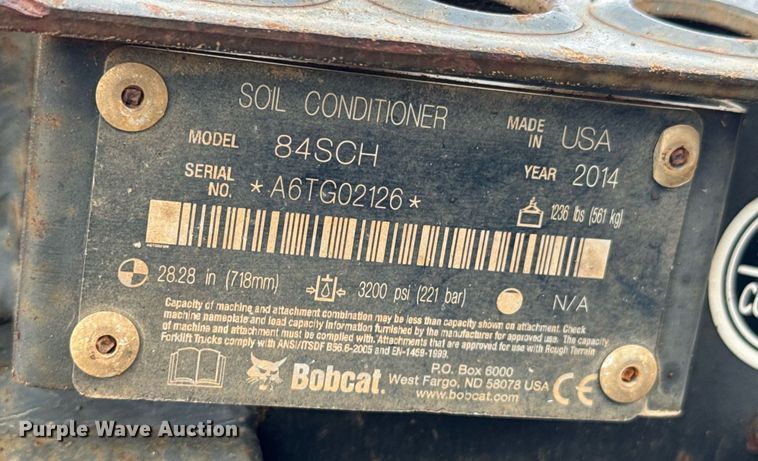 SOIL CONDITIONER
MADE IN USA
MODEL 84SCH
YEAR 2014
SERIAL NO. *A6TG02126*
1236 lbs (561 kg)
28.28 in (718mm)
3200 psi (221 bar)
N/A
Capacity of machine and attachment combination may be less than capacity shown on attachment. Check
machine nameplate and load capacity information furnished by the manufacturer for approved use. The capacity
of machine and attachment must be complied with. Attachments that are approved for use with Rough Terrain
Forklift Trucks comply with ANSI/ITSDF B56.6-2005 and EN-1459-1999.
Bobcat.
P.O. Box 6000
West Fargo, ND 58078 USA
www.bobcat.com
CE
Purple Wave Auction